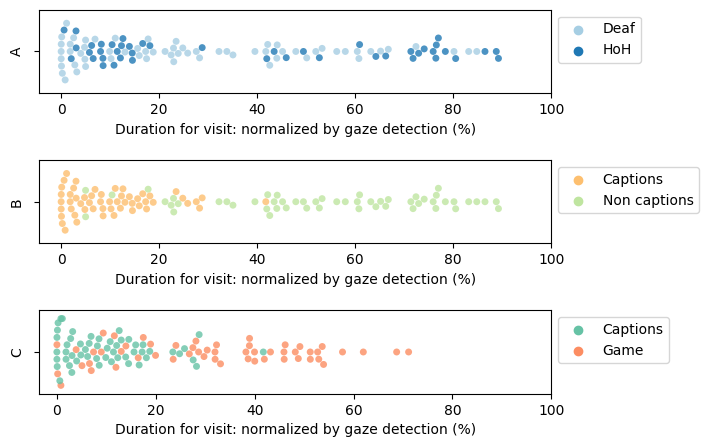 A
Deaf
HoH
0 20 40 60 80 100
Duration for visit: normalized by gaze detection (%)
B
Captions
Non captions
0 20 40 60 80 100
Duration for visit: normalized by gaze detection (%)
C
Captions
Game
0 20 40 60 80 100
Duration for visit: normalized by gaze detection (%)